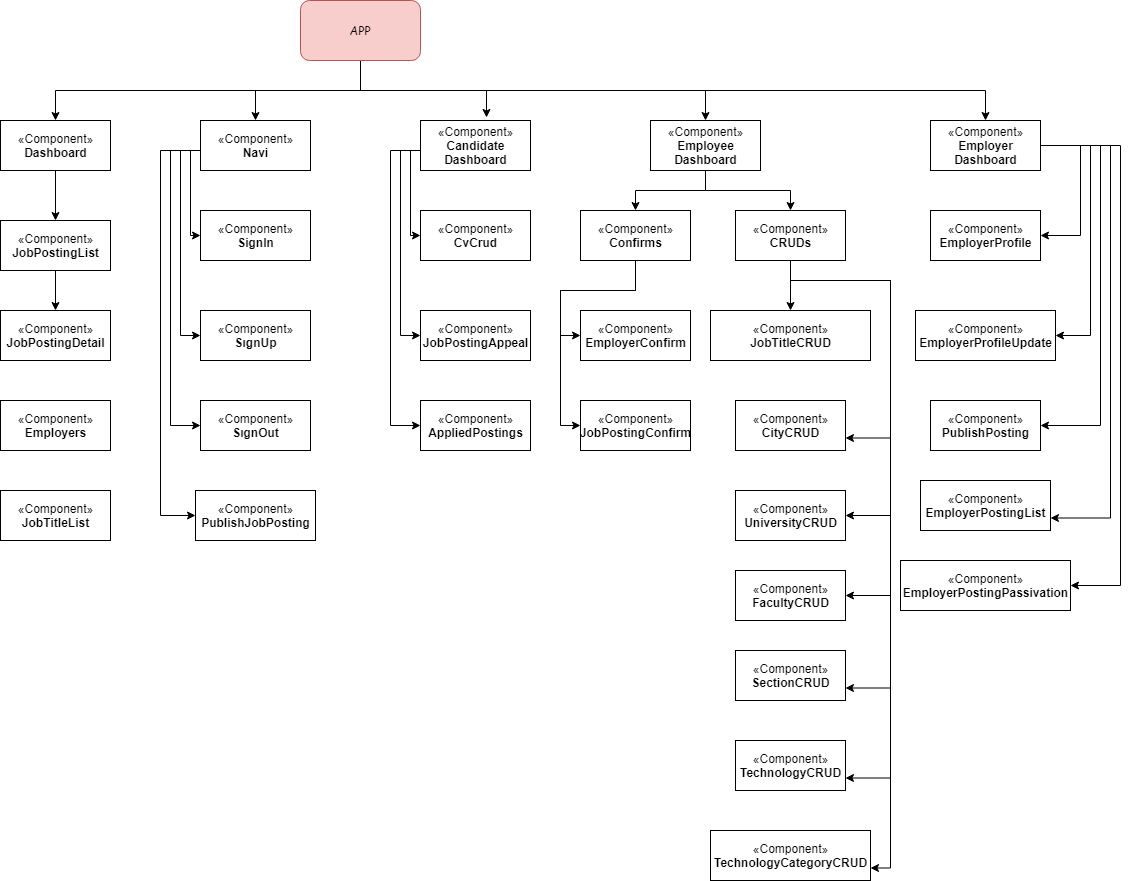 APP
«Component»
Dashboard
«Component»
Navi
«Component»
Candidate
Dashboard
«Component»
Employee
Dashboard
«Component»
Employer
Dashboard
«Component»
JobPostingList
«Component»
SıgnIn
«Component»
CvCrud
«Component»
Confirms
«Component»
CRUDs
«Component»
EmployerProfile
«Component»
JobPostingDetail
«Component»
SıgnUp
«Component»
JobPostingAppeal
«Component»
EmployerConfirm
«Component»
JobTitleCRUD
«Component»
EmployerProfileUpdate
«Component»
Employers
«Component»
SıgnOut
«Component»
AppliedPostings
«Component»
JobPostingConfirm
«Component»
CityCRUD
«Component»
PublishPosting
«Component»
JobTitleList
«Component»
PublishJobPosting
«Component»
UniversityCRUD
«Component»
EmployerPostingList
«Component»
FacultyCRUD
«Component»
EmployerPostingPassivation
«Component»
SectionCRUD
«Component»
TechnologyCRUD
«Component»
TechnologyCategoryCRUD